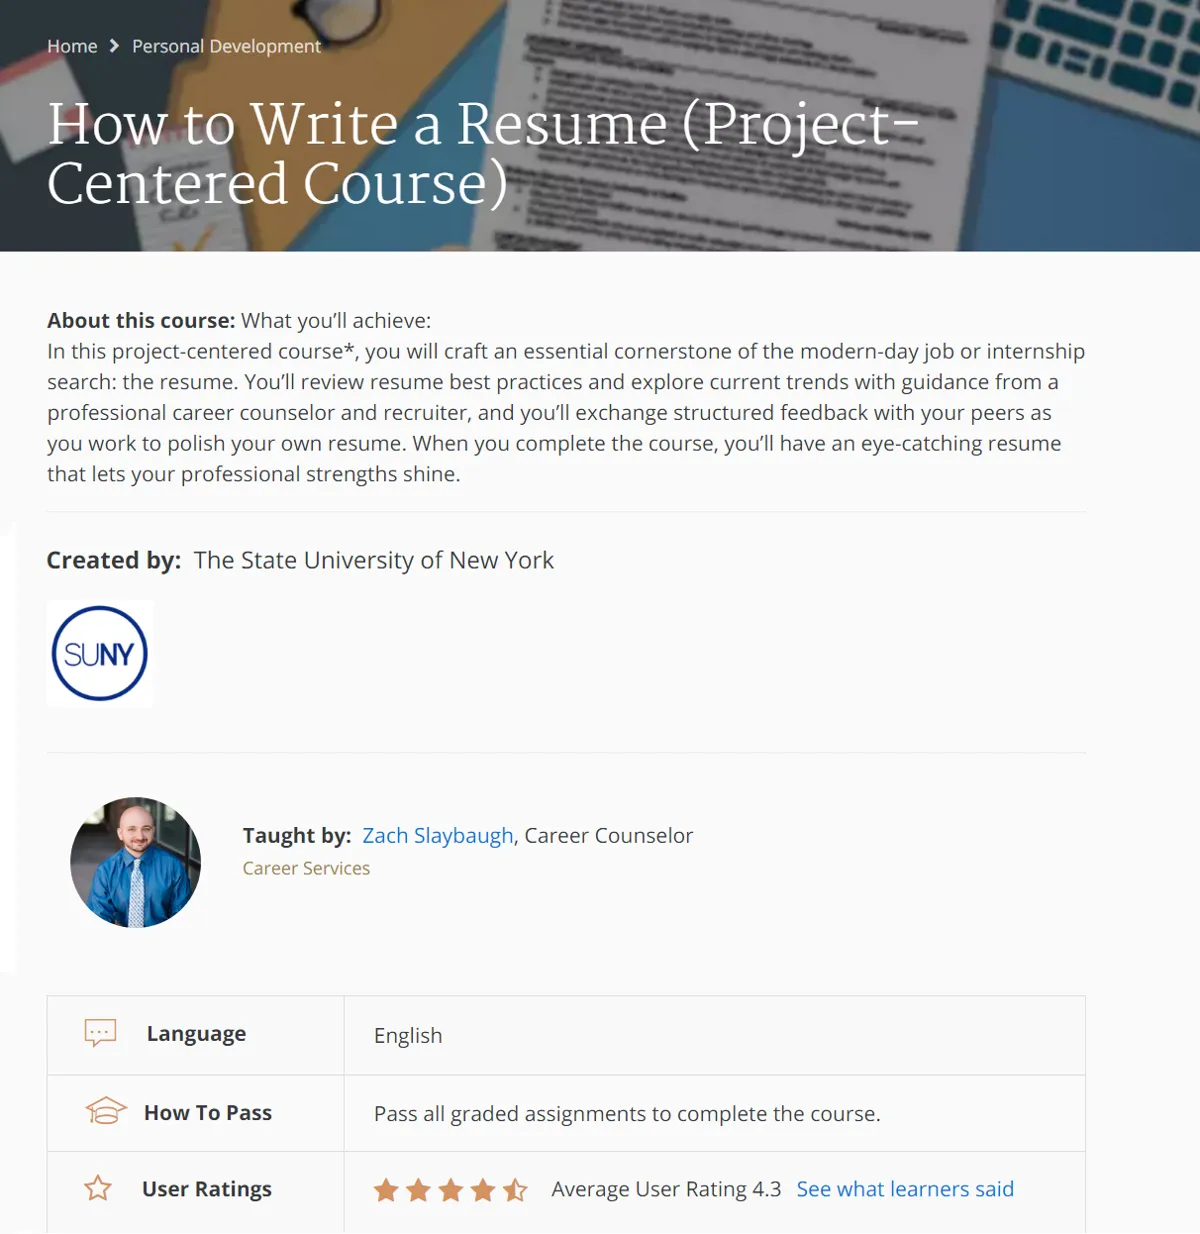 Home > Personal Development
How to Write a Resume (Project-
Centered Course)
About this course: What you’ll achieve:
In this project-centered course*, you will craft an essential cornerstone of the modern-day job or internship
search: the resume. You’ll review resume best practices and explore current trends with guidance from a
professional career counselor and recruiter, and you’ll exchange structured feedback with your peers as
you work to polish your own resume. When you complete the course, you’ll have an eye-catching resume
that lets your professional strengths shine.
Created by: The State University of New York
SUNY
Taught by: Zach Slaybaugh, Career Counselor
Career Services
Language English
How To Pass Pass all graded assignments to complete the course.
User Ratings Average User Rating 4.3 See what learners said